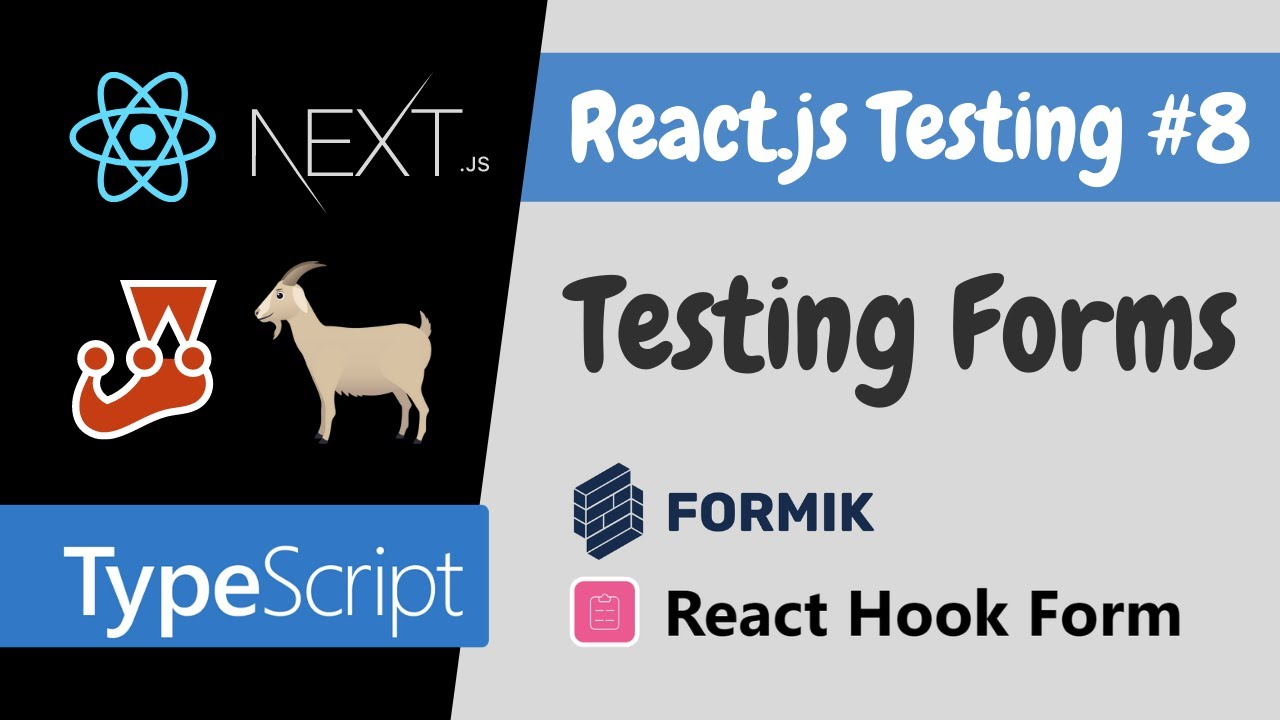 NEXT.JS
TypeScript
React.js Testing #8
Testing Forms
FORMIK
React Hook Form